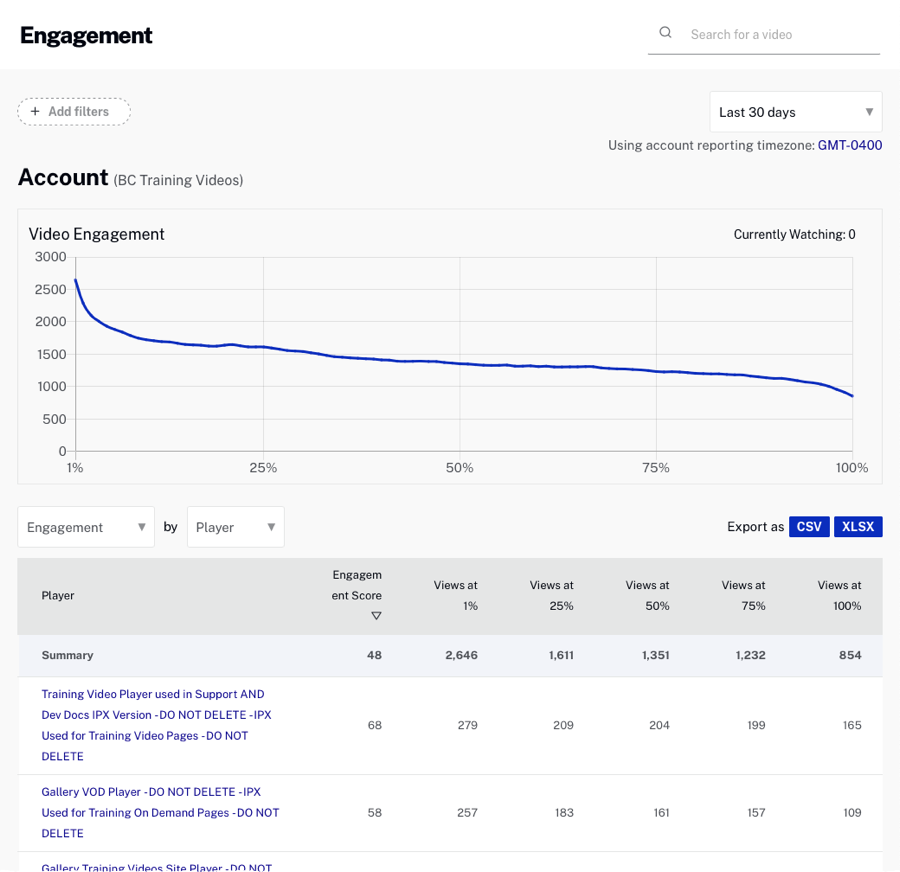 Engagement
Search for a video
+ Add filters
Last 30 days
Using account reporting timezone: GMT-0400
Account (BC Training Videos)
Video Engagement
Currently Watching: 0
3000
2500
2000
1500
1000
500
0
1% 25% 50% 75% 100%
Engagement by Player
Export as CSV XLSX
Player
Engagem
ent Score
Views at
1%
Views at
25%
Views at
50%
Views at
75%
Views at
100%
Summary 48 2,646 1,611 1,351 1,232 854
Training Video Player used in Support AND
Dev Docs IPX Version - DO NOT DELETE - IPX
Used for Training Video Pages - DO NOT
DELETE
68 279 209 204 199 165
Gallery VOD Player - DO NOT DELETE - IPX
Used for Training On Demand Pages - DO NOT
DELETE
58 257 183 161 157 109
Gallery Training Videos Site Player - DO NOT